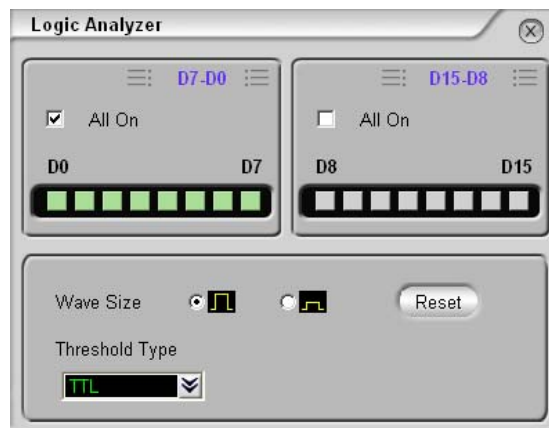 Logic Analyzer
D7-D0
All On
D0 D7
D15-D8
All On
D8 D15
Wave Size
Reset
Threshold Type
TTL